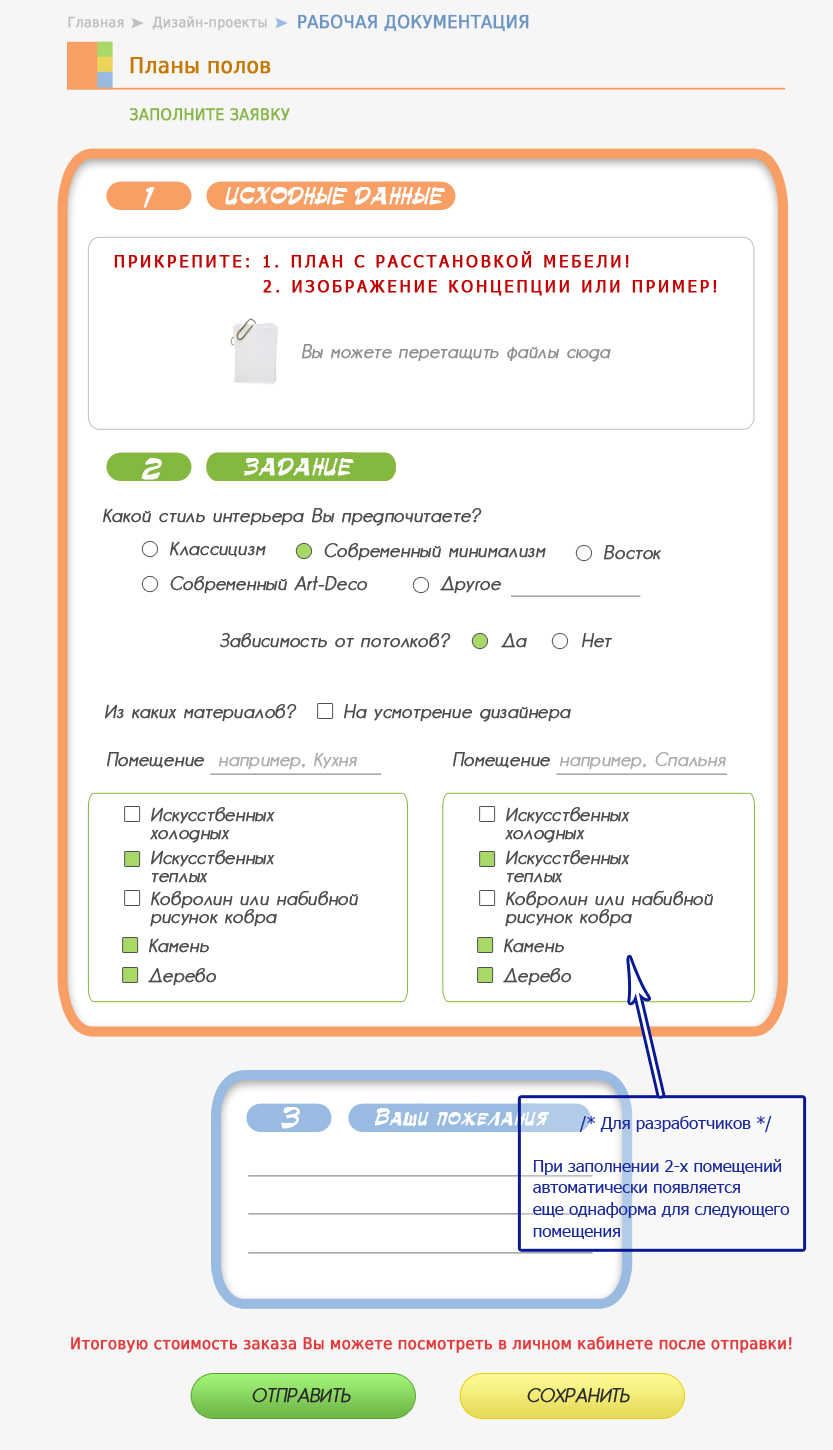 Главная ➤ Дизайн-проекты ➤ РАБОЧАЯ ДОКУМЕНТАЦИЯ
Планы полов
ЗАПОЛНИТЕ ЗАЯВКУ
1 ИСХОДНЫЕ ДАННЫЕ
ПРИКРЕПИТЕ: 1. ПЛАН С РАССТАНОВКОЙ МЕБЕЛИ!
2. ИЗОБРАЖЕНИЕ КОНЦЕПЦИИ ИЛИ ПРИМЕР!
Вы можете перетащить файлы сюда
2 ЗАДАНИЕ
Какой стиль интерьера Вы предпочитаете?
Классицизм Современный минимализм Восток
Современный Art-Deco Другое
Зависимость от потолков? Да Нет
Из каких материалов? На усмотрение дизайнера
Помещение например, Кухня Помещение например, Спальня
Искусственных
холодных
Искусственных
теплых
Ковролин или набивной
рисунок ковра
Камень
Дерево
Искусственных
холодных
Искусственных
теплых
Ковролин или набивной
рисунок ковра
Камень
Дерево
3 Ваши пожелания
/* Для разработчиков */
При заполнении 2-х помещений
автоматически появляется
еще однаформа для следующего
помещения
Итоговую стоимость заказа Вы можете посмотреть в личном кабинете после отправки!
ОТПРАВИТЬ СОХРАНИТЬ